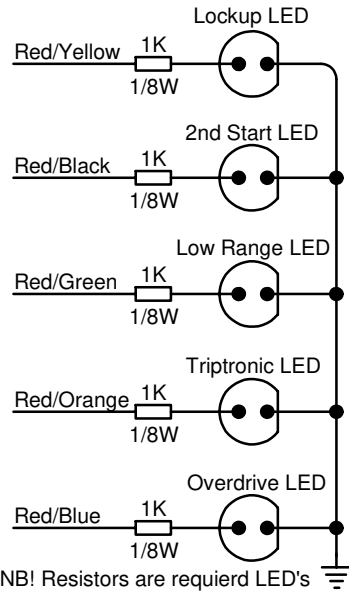 Lockup LED
Red/Yellow 1K
1/8W
2nd Start LED
Red/Black 1K
1/8W
Low Range LED
Red/Green 1K
1/8W
Triptronic LED
Red/Orange 1K
1/8W
Overdrive LED
Red/Blue 1K
1/8W
NB! Resistors are requierd LED's